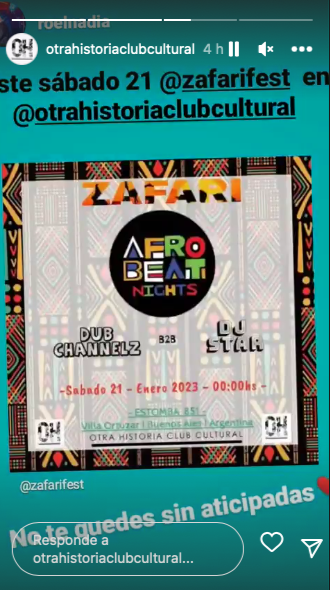 roelnadia
otrahistoriaclubcultural 4 h
ste sábado 21 @zafarifest en
@otrahistoriaclubcultural
ZAFARI
AFRO
BEAT
NIGHTS
DUB
CHANNELZ
B2B
DJ
STAR
-Sabado 21 - Enero 2023 - 00:00hs -
- ESTOMBA 851 -
Villa Ortuzar | Buenos Aires | Argentina
OH
OTRA HISTORIA CLUB CULTURAL
OH
@zafarifest
No te quedes sin aticipadas
Responde a
otrahistoriaclubcultural...